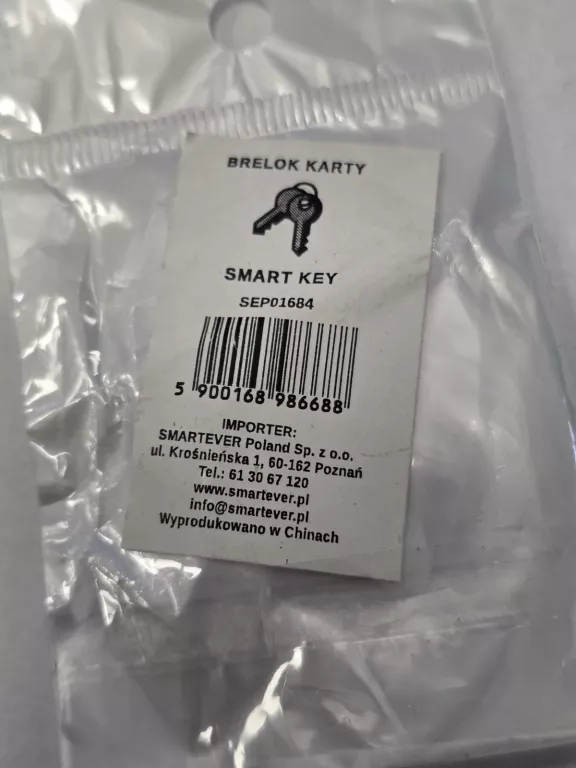 BRELOK KARTY
SMART KEY
SEP01684
5 900168 986688
IMPORTER:
SMARTEVER Poland Sp. z o.o.
ul. Krośnieńska 1, 60-162 Poznań
Tel.: 61 30 67 120
www.smartever.pl
info@smartever.pl
Wyprodukowano w Chinach